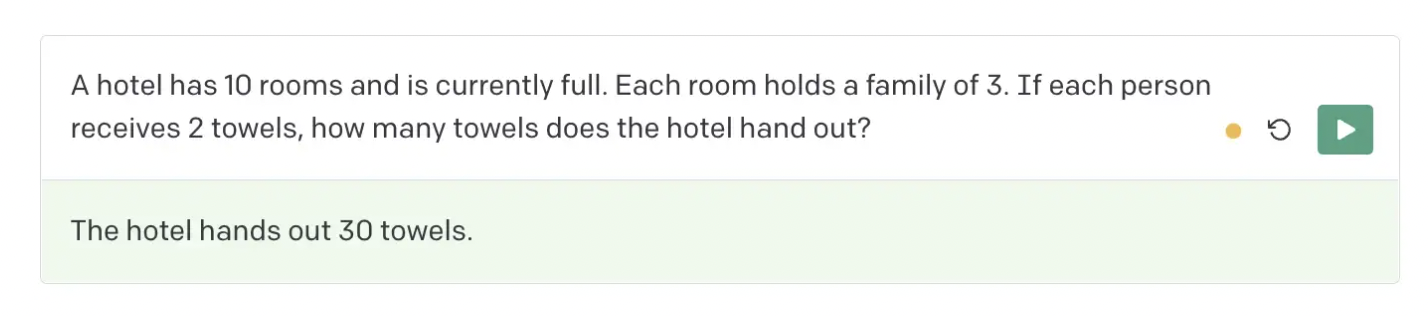 A hotel has 10 rooms and is currently full. Each room holds a family of 3. If each person
receives 2 towels, how many towels does the hotel hand out?
The hotel hands out 30 towels.